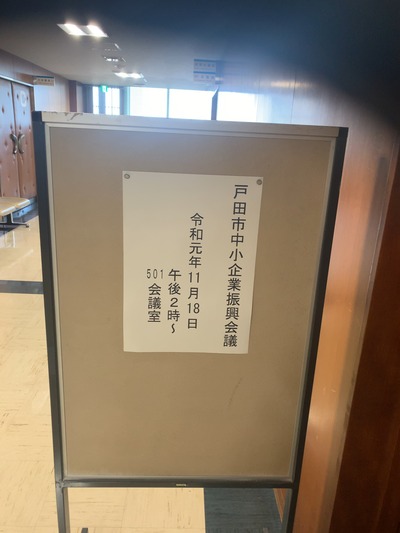 戸田市中小企業振興会議
令和元年11月18日
午後2時～
501会議室